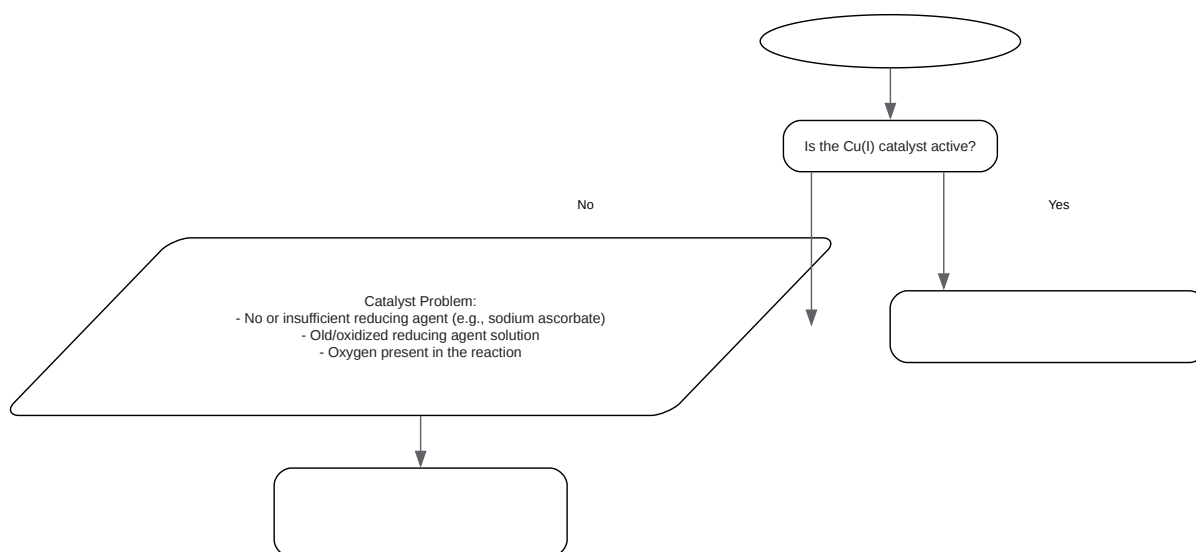 Is the Cu(I) catalyst active?
No
Yes
Catalyst Problem:
- No or insufficient reducing agent (e.g., sodium ascorbate)
- Old/oxidized reducing agent solution
- Oxygen present in the reaction